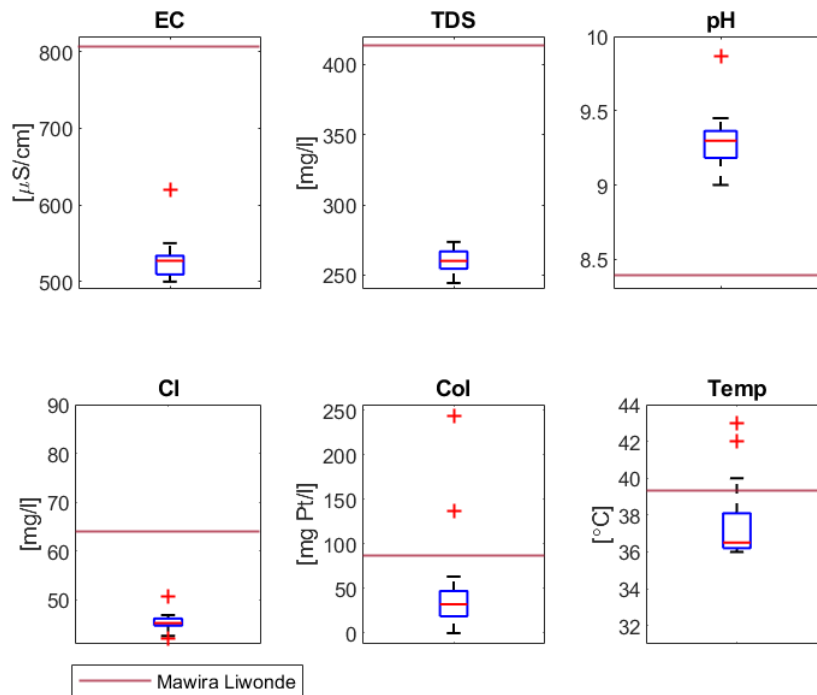 EC
TDS
pH
800
700
600
500
[μS/cm]
400
350
300
250
[mg/l]
10
9.5
9
8.5
Cl
Col
Temp
90
80
70
60
50
[mg/l]
250
200
150
100
50
0
[mg Pt/l]
44
42
40
38
36
34
32
[°C]
Mawira Liwonde